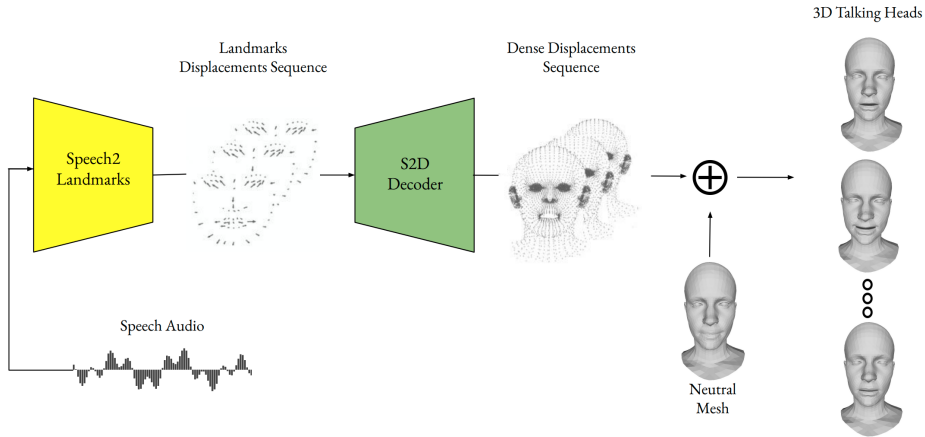 3D Talking Heads
Landmarks
Displacements Sequence
Dense Displacements
Sequence
Speech2
Landmarks
S2D
Decoder
Speech Audio
Neutral
Mesh